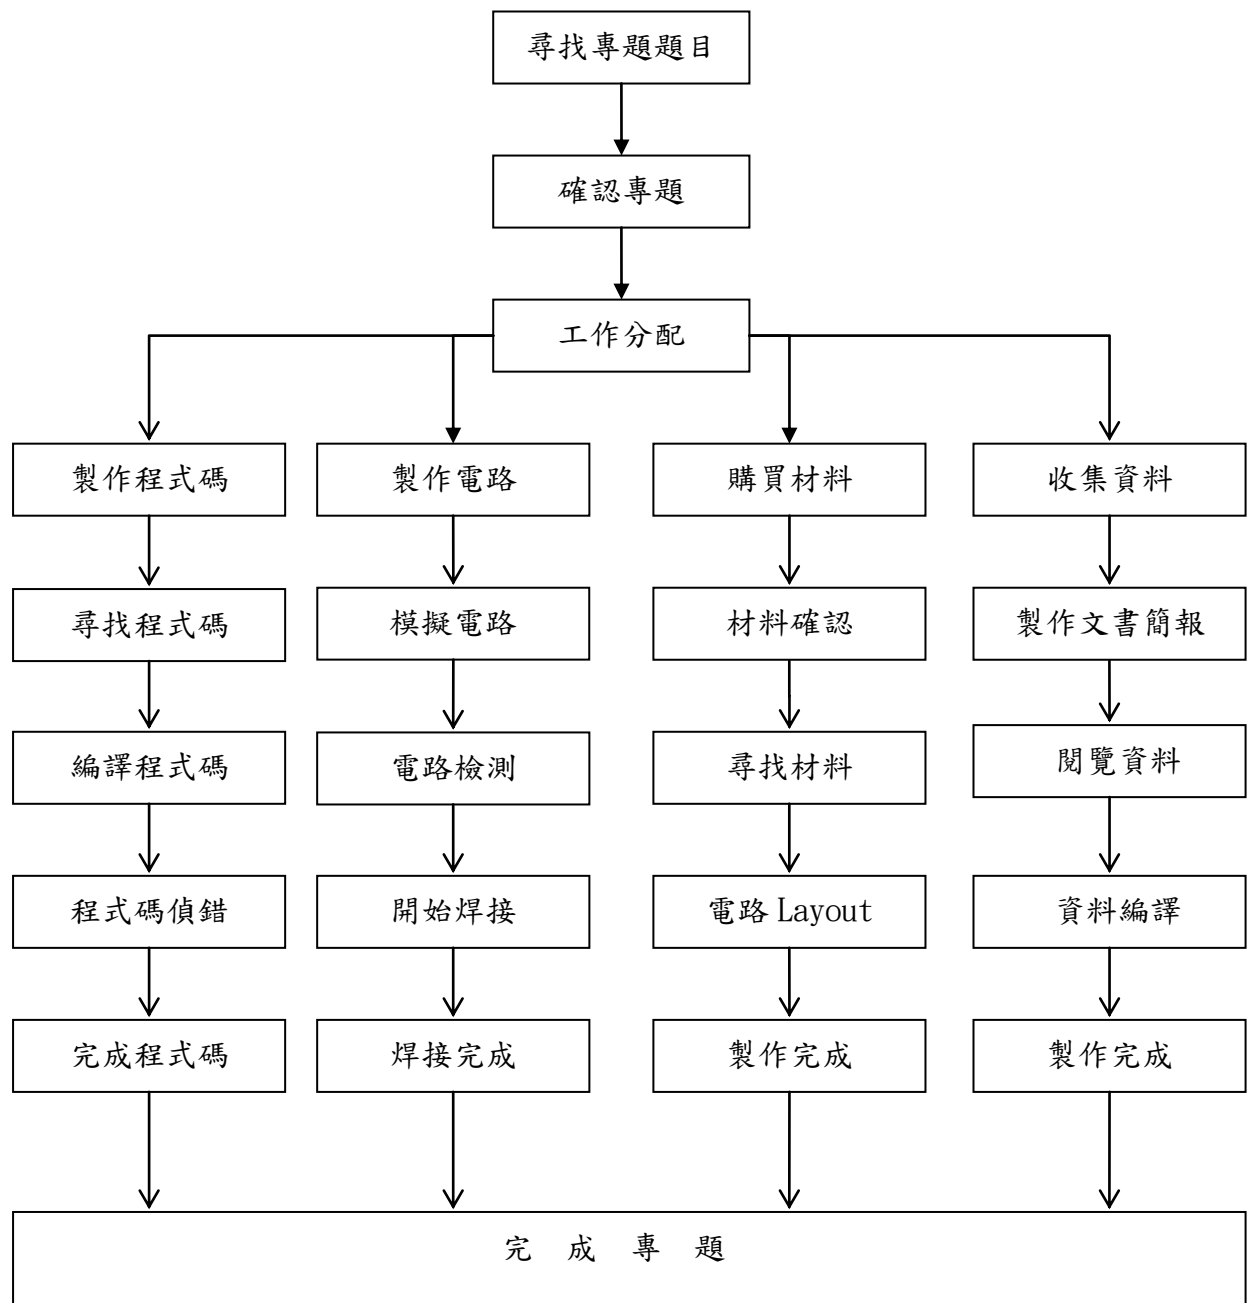 尋找專題題目
確認專題
工作分配
製作程式碼
製作電路
購買材料
收集資料
尋找程式碼
模擬電路
材料確認
製作文書簡報
編譯程式碼
電路檢測
尋找材料
閱覽資料
程式碼偵錯
開始焊接
電路 Layout
資料編譯
完成程式碼
焊接完成
製作完成
製作完成
完 成 專 題